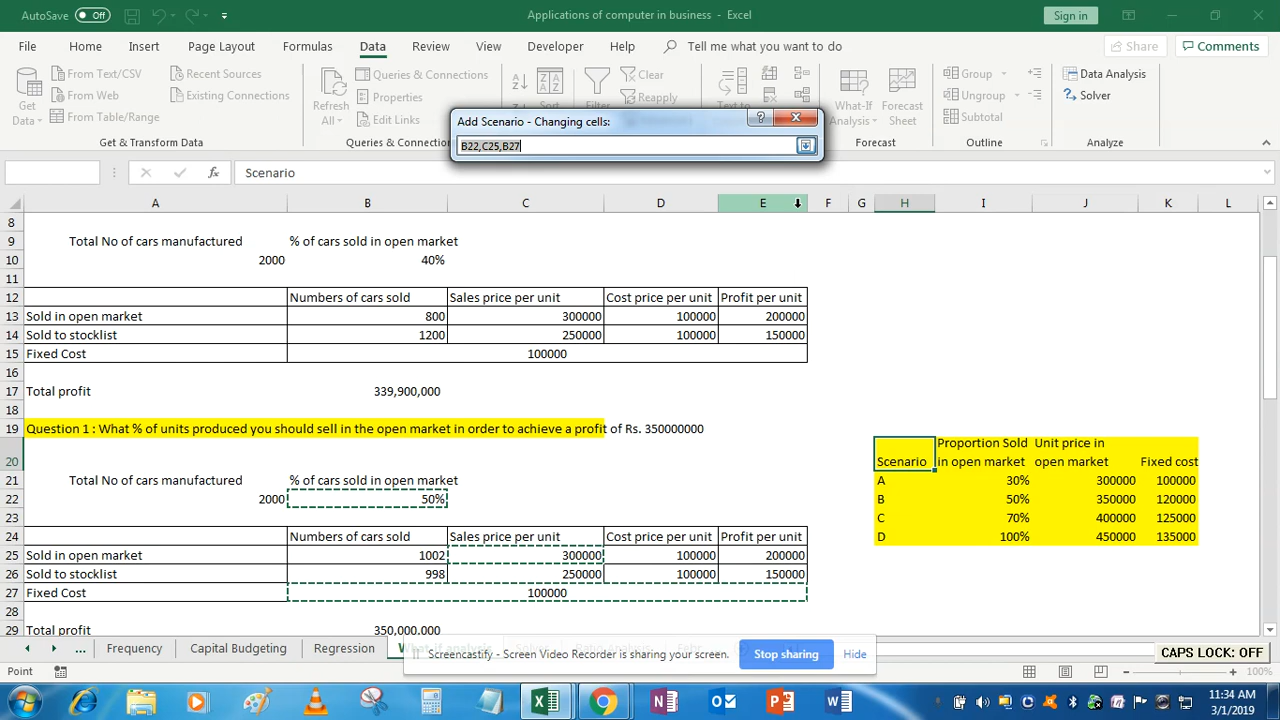 AutoSave Off
Applications of computer in business - Excel
Sign in
File Home Insert Page Layout Formulas Data Review View Developer Help Tell me what you want to do Share Comments
Get Data
From Text/CSV
From Web
From Table/Range
Recent Sources
Existing Connections
Get & Transform Data
Refresh All
Queries & Connections
Properties
Edit Links
Queries & Connec
Sort
Filter
Clear
Reapply
Text to
What-If Analysis
Forecast Sheet
Forecast
Group
Ungroup
Subtotal
Outline
Data Analysis
Solver
Analyze
Add Scenario - Changing cells:
B22,C25,B27
Scenario
A B C D E F G H I J K L
8
9 Total No of cars manufactured % of cars sold in open market
10 2000 40%
11
12 Numbers of cars sold Sales price per unit Cost price per unit Profit per unit
13 Sold in open market 800 300000 100000 200000
14 Sold to stocklist 1200 250000 100000 150000
15 Fixed Cost 100000
16
17 Total profit 339,900,000
18
19 Question 1 : What % of units produced you should sell in the open market in order to achieve a profit of Rs. 350000000
Proportion Sold Unit price in
20 Scenario in open market open market Fixed cost
21 Total No of cars manufactured % of cars sold in open market A 30% 300000 100000
22 2000 50% B 50% 350000 120000
23 C 70% 400000 125000
24 Numbers of cars sold Sales price per unit Cost price per unit Profit per unit D 100% 450000 135000
25 Sold in open market 1002 300000 100000 200000
26 Sold to stocklist 998 250000 100000 150000
27 Fixed Cost 100000
28
29 Total profit 350,000,000
... Frequency Capital Budgeting Regression
Screencastify - Screen Video Recorder is sharing your screen. Stop sharing Hide
CAPS LOCK: OFF
Point
100%
11:34 AM
3/1/2019